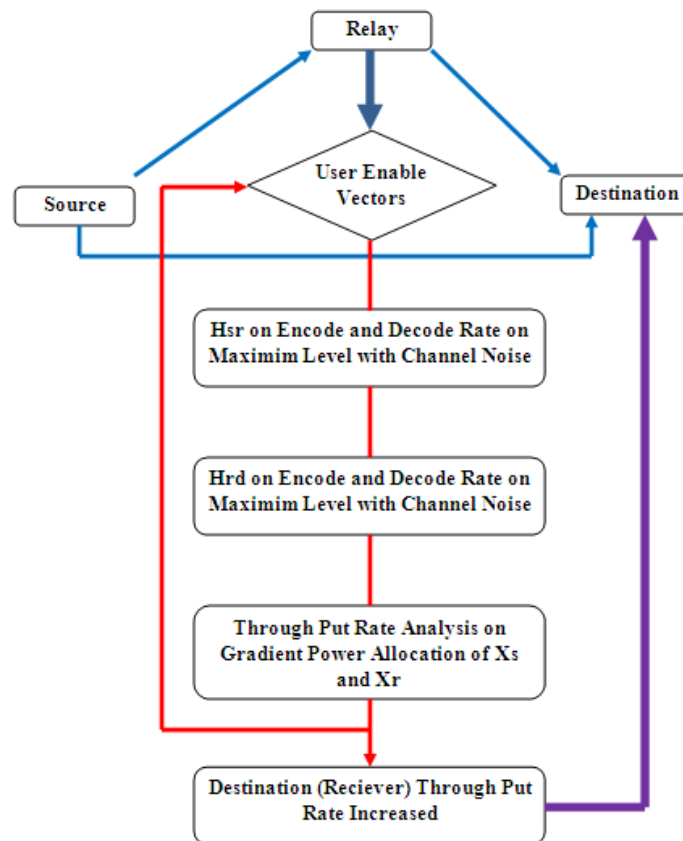 Relay
User Enable
Vectors
Source
Destination
Hsr on Encode and Decode Rate on
Maximim Level with Channel Noise
Hrd on Encode and Decode Rate on
Maximim Level with Channel Noise
Through Put Rate Analysis on
Gradient Power Allocation of Xs
and Xr
Destination (Reciever) Through Put
Rate Increased